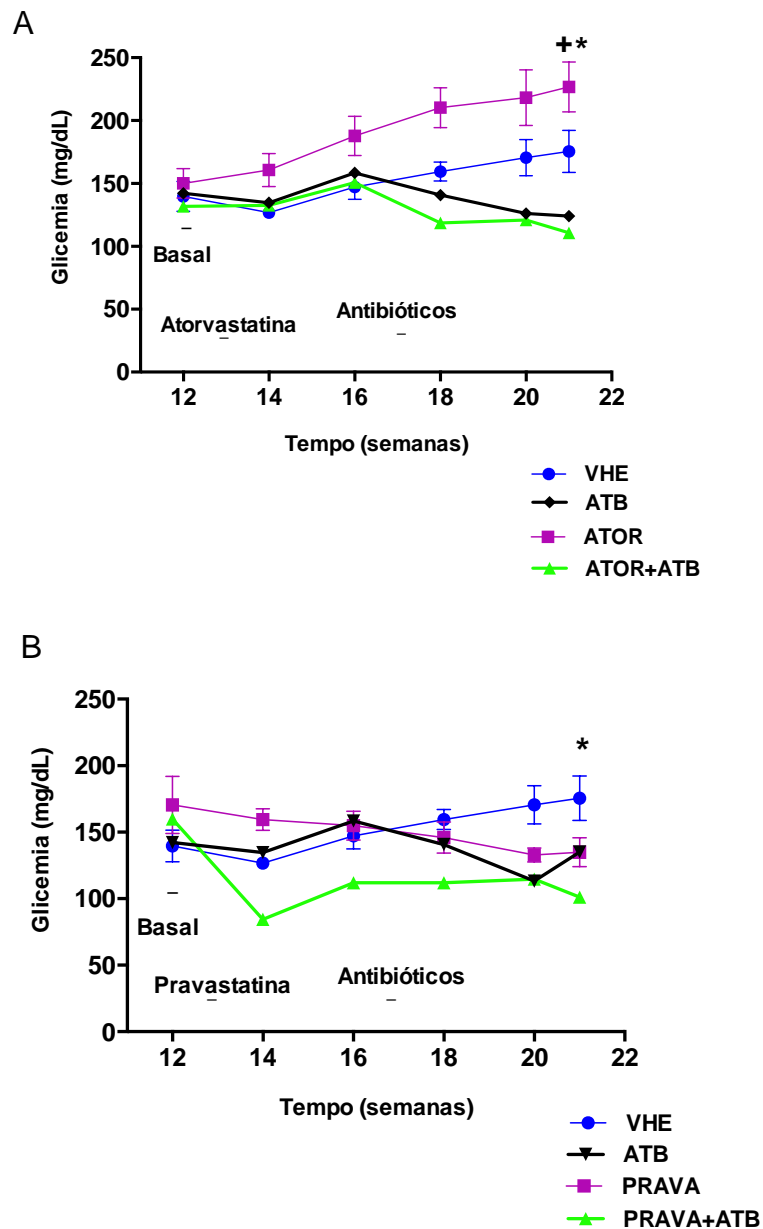 A
+ *
250
200
150
100
50
0
Glicemia (mg/dL)
Basal
Atorvastatina
Antibióticos
12 14 16 18 20 22
Tempo (semanas)
VHE
ATB
ATOR
ATOR+ATB
B
*
250
200
150
100
50
0
Glicemia (mg/dL)
Basal
Pravastatina
Antibióticos
12 14 16 18 20 22
Tempo (semanas)
VHE
ATB
PRAVA
PRAVA+ATB